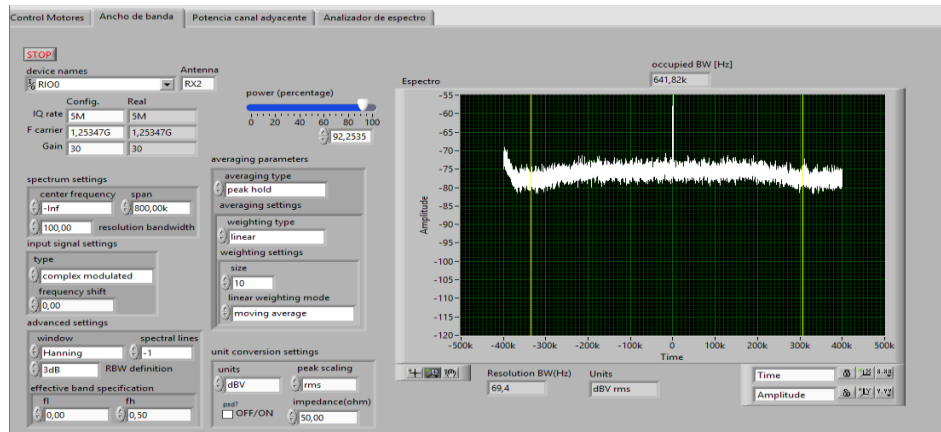 Control Motores Ancho de banda Potencia canal adyacente Analizador de espectro
STOP
device names Antenna
RIO0 RX2
Config. Real
IQ rate 5M 5M
F carrier 1,25347G 1,25347G
Gain 30 30
power (percentage)
0 20 40 60 80 100
92,2535
spectrum settings
center frequency span
-Inf 800,00k
100,00 resolution bandwidth
input signal settings
type
complex modulated
frequency shift
0,00
advanced settings
window spectral lines
Hanning -1
3dB RBW definition
effective band specification
fl fh
0,00 0,50
averaging parameters
averaging type
peak hold
averaging settings
weighting type
linear
weighting settings
size
10
linear weighting mode
moving average
unit conversion settings
units peak scaling
dBV rms
psd? impedance(ohm)
OFF/ON 50,00
occupied BW [Hz]
641,82k
Espectro
Amplitude
-55
-60
-65
-70
-75
-80
-85
-90
-95
-100
-105
-110
-115
-120
-500k -400k -300k -200k -100k 0 100k 200k 300k 400k 500k
Time
Resolution BW(Hz) Units
69,4 dBV rms
Time
Amplitude